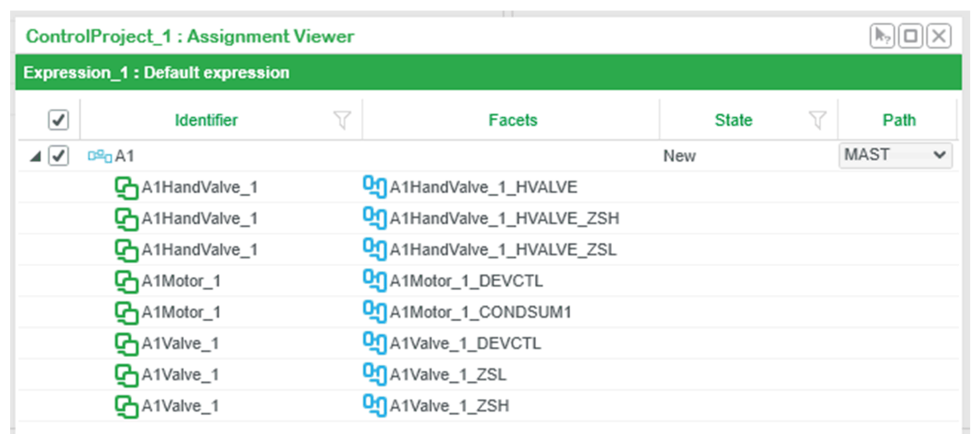 ControlProject_1 : Assignment Viewer
Expression_1 : Default expression
Identifier Facets State Path
A1 New MAST
A1HandValve_1 A1HandValve_1_HVALVE
A1HandValve_1 A1HandValve_1_HVALVE_ZSH
A1HandValve_1 A1HandValve_1_HVALVE_ZSL
A1Motor_1 A1Motor_1_DEVCTL
A1Motor_1 A1Motor_1_CONDSUM1
A1Valve_1 A1Valve_1_DEVCTL
A1Valve_1 A1Valve_1_ZSL
A1Valve_1 A1Valve_1_ZSH